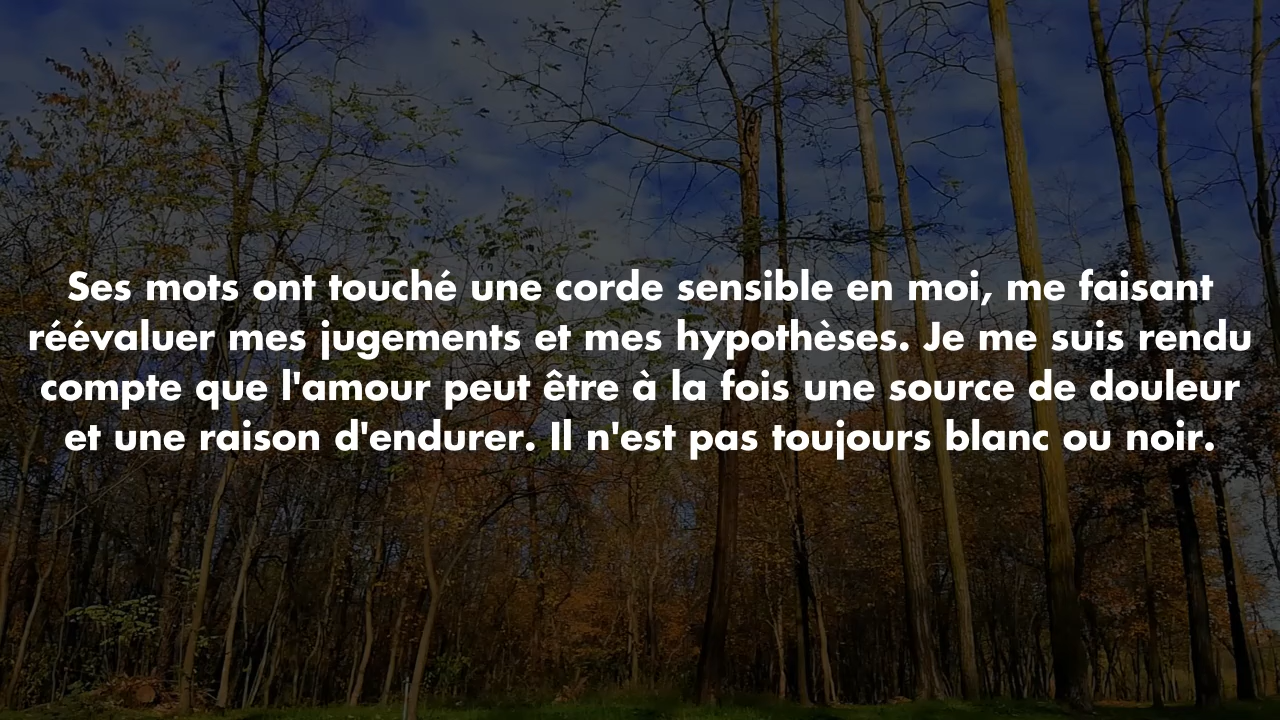 Ses mots ont touché une corde sensible en moi, me faisant
réévaluer mes jugements et mes hypothèses. Je me suis rendu
compte que l'amour peut être à la fois une source de douleur
et une raison d'endurer. Il n'est pas toujours blanc ou noir.